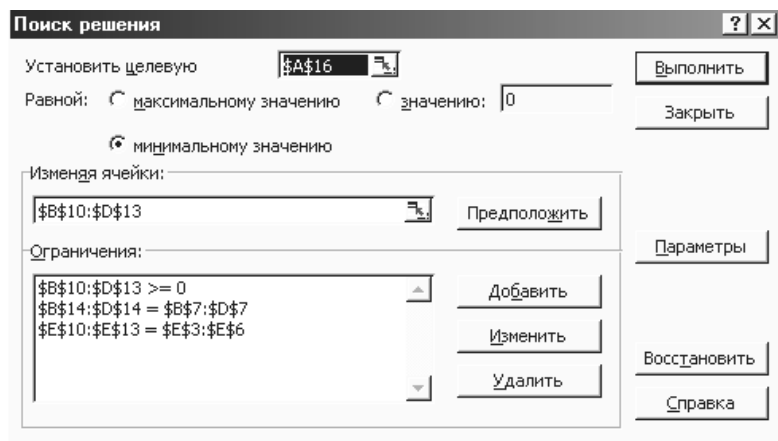 Поиск решения
Установить целевую $A$16 Выполнить
Равной: максимальному значению значению: 0 Закрыть
минимальному значению
Изменяя ячейки:
$B$10:$D$13 Предположить
Ограничения: Параметры
$B$10:$D$13 >= 0 Добавить
$B$14:$D$14 = $B$7:$D$7
$E$10:$E$13 = $E$3:$E$6 Изменить
Восстановить
Удалить
Справка